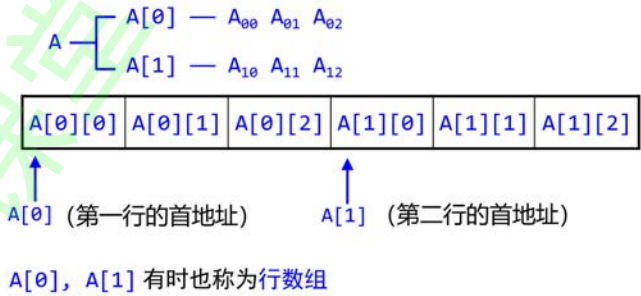 A[0] — A₀₀ A₀₁ A₀₂
A
A[1] — A₁₀ A₁₁ A₁₂
A[0][0] A[0][1] A[0][2] A[1][0] A[1][1] A[1][2]
A[0] (第一行的首地址) A[1] (第二行的首地址)
A[0], A[1] 有时也称为行数组